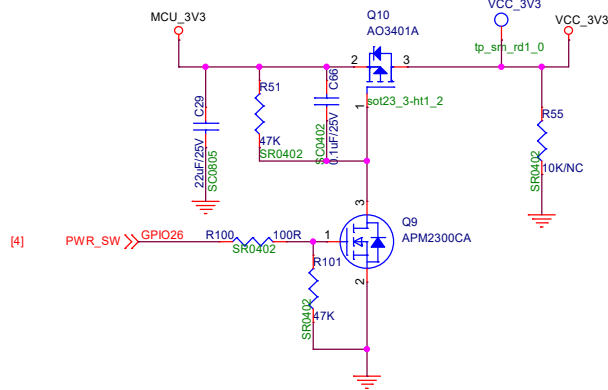 MCU_3V3
Q10
AO3401A
VCC_3V3
VCC_3V3
tp_sm_rd1_0
2
3
1
sot23_3-ht1_2
C29
22uF/25V
SC0805
R51
47K
SR0402
C66
0.1uF/25V
SC0402
R55
SR0402
10K/NC
3
Q9
APM2300CA
1
2
[4]
PWR_SW
GPIO26
R100
100R
SR0402
R101
SR0402
47K